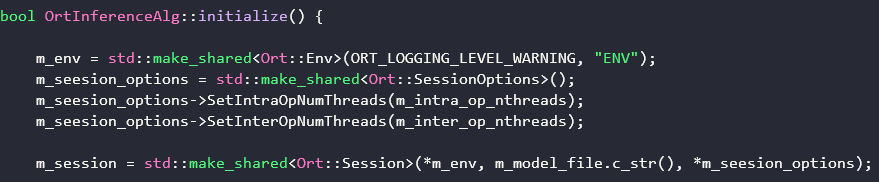 bool OrtInferenceAlg::initialize() {
m_env = std::make_shared<Ort::Env>(ORT_LOGGING_LEVEL_WARNING, "ENV");
m_seesion_options = std::make_shared<Ort::SessionOptions>();
m_seesion_options->SetIntraOpNumThreads(m_intra_op_nthreads);
m_seesion_options->SetInterOpNumThreads(m_inter_op_nthreads);
m_session = std::make_shared<Ort::Session>(*m_env, m_model_file.c_str(), *m_seesion_options);